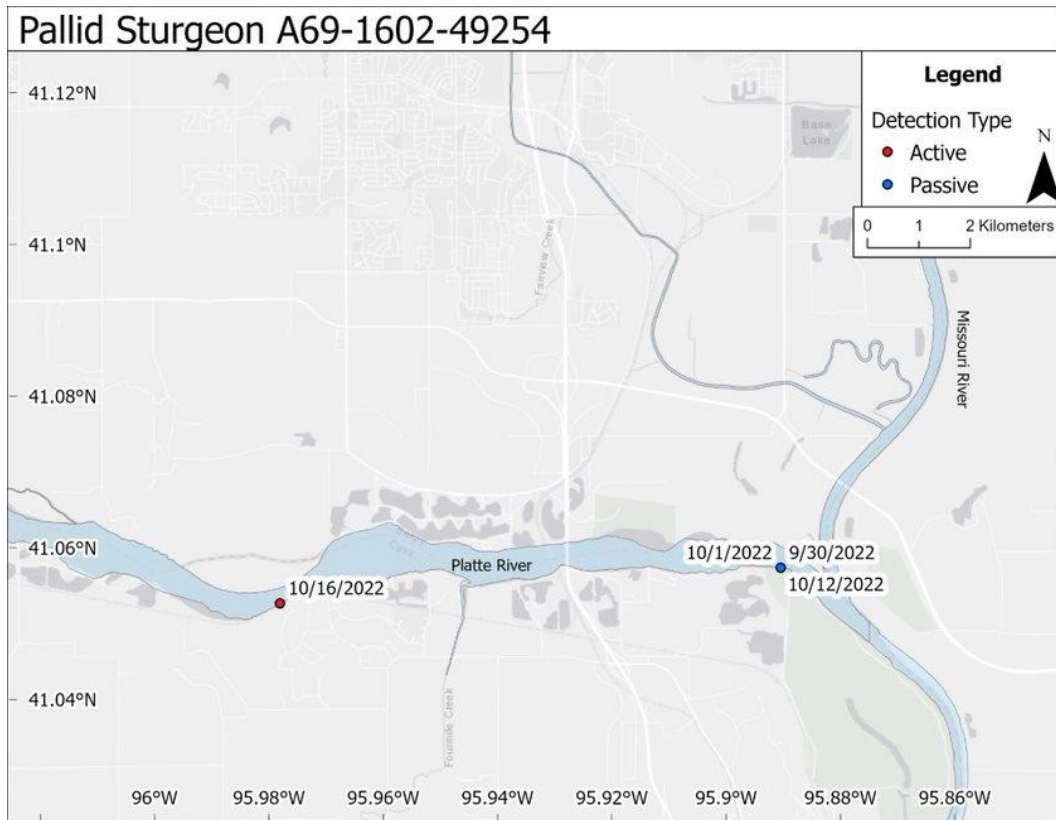 Pallid Sturgeon A69-1602-49254
Legend
Detection Type
Active
Passive
N
0 1 2 Kilometers
41.12°N
Base
Lake
41.1°N
Fairview Creek
Missouri River
41.08°N
41.06°N
Cass
Platte River
10/1/2022 9/30/2022
10/12/2022
10/16/2022
41.04°N
Fourmile Creek
96°W 95.98°W 95.96°W 95.94°W 95.92°W 95.9°W 95.88°W 95.86°W